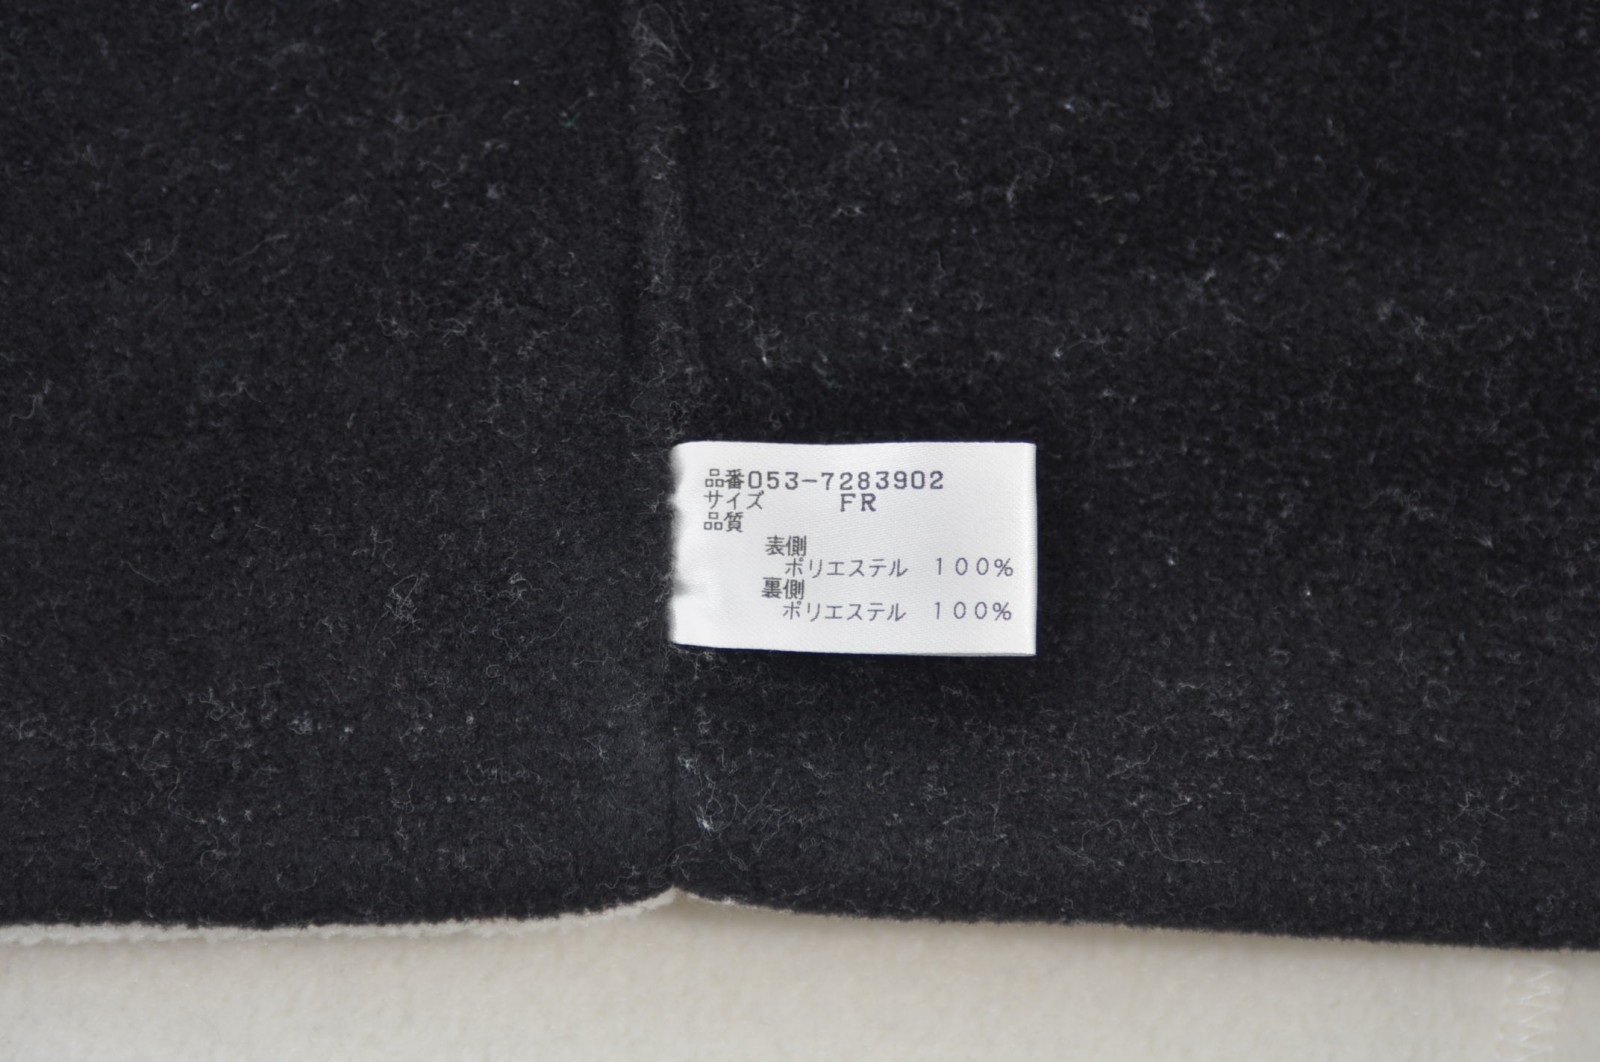 品番053-7283902
サイズ FR
品質
表側
ポリエステル 100%
裏側
ポリエステル 100%